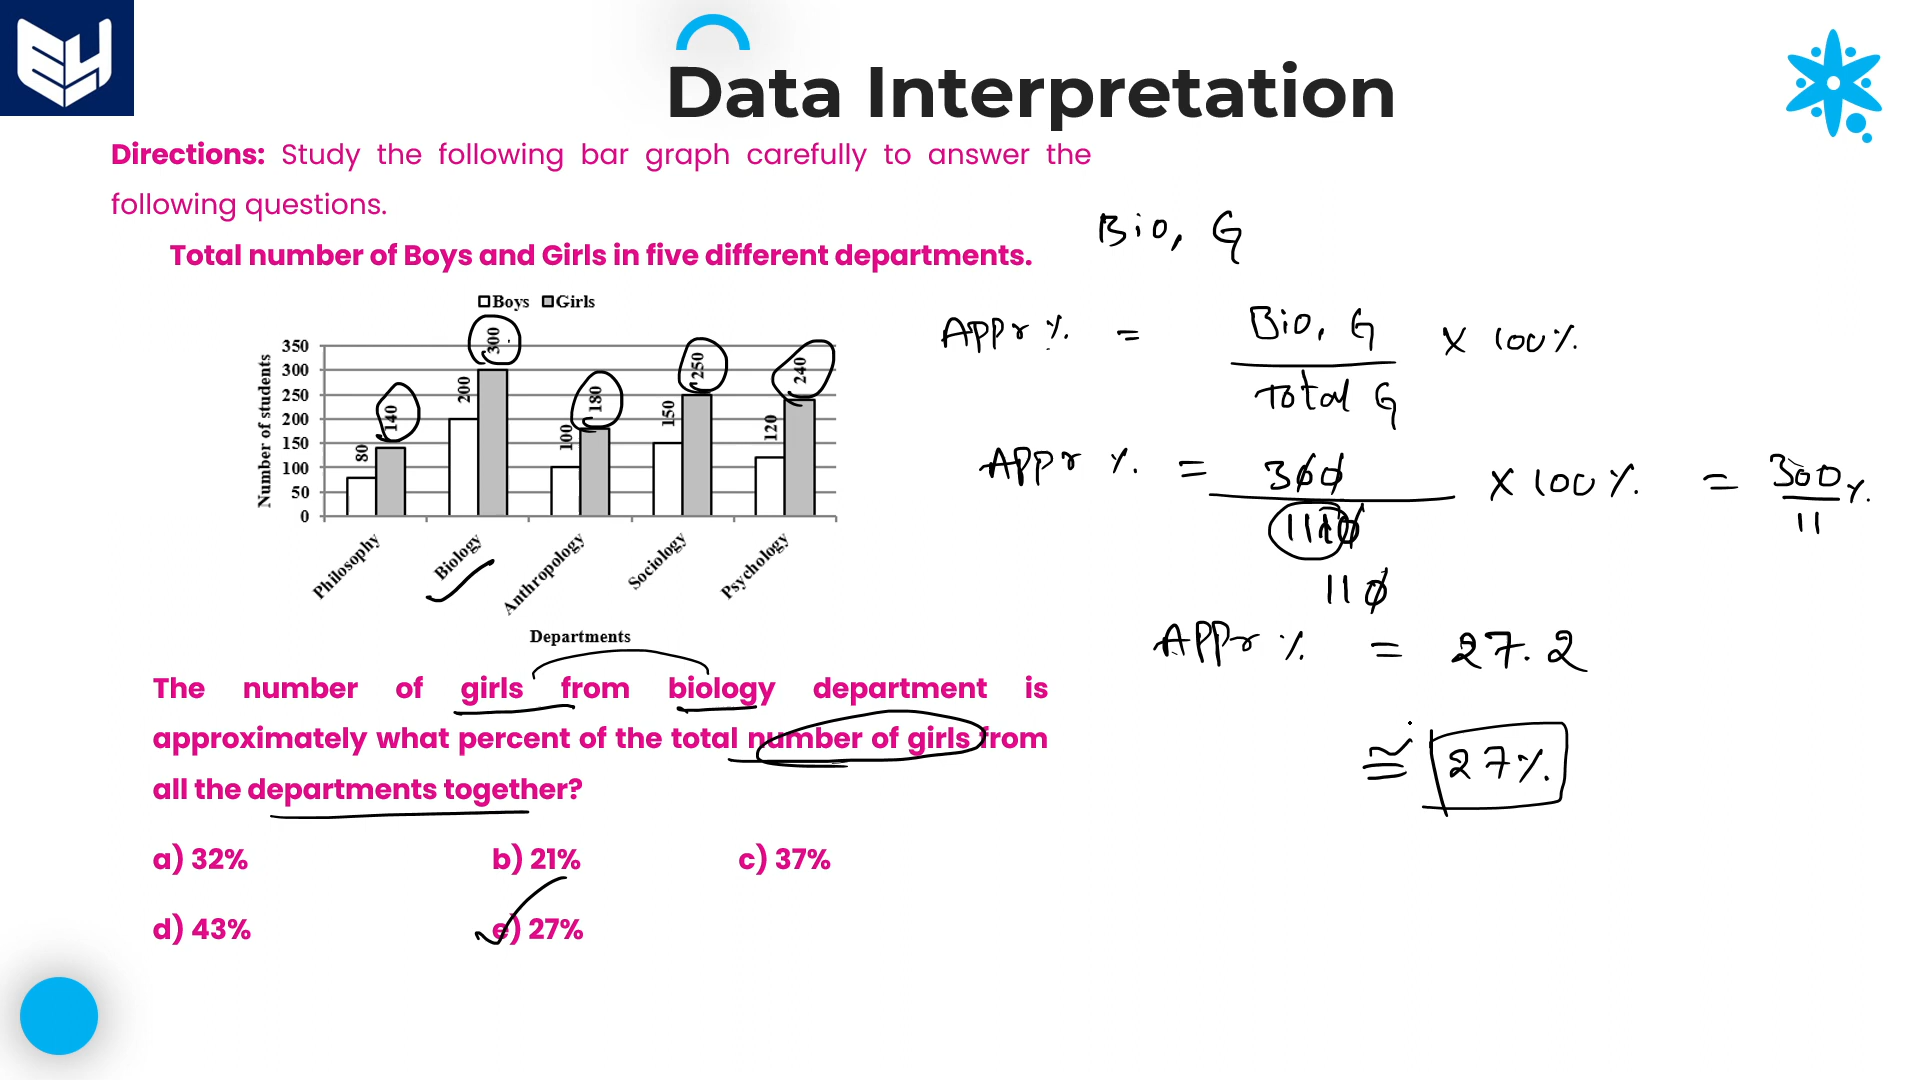 Data Interpretation
Directions: Study the following bar graph carefully to answer the
following questions.
Total number of Boys and Girls in five different departments.
Boys Girls
Number of students
350
300
250
200
150
100
50
0
80 140 200 300 100 180 150 250 120 240
Philosophy Biology Anthropology Sociology Psychology
Departments
The number of girls from biology department is
approximately what percent of the total number of girls from
all the departments together?
a) 32% b) 21% c) 37%
d) 43% e) 27%
Bio, G
Appr % = Bio, G × 100%
Total G
Appr % = 300 × 100% = 300 %
1110 11
110
Appr % = 27.2
≅ 27%